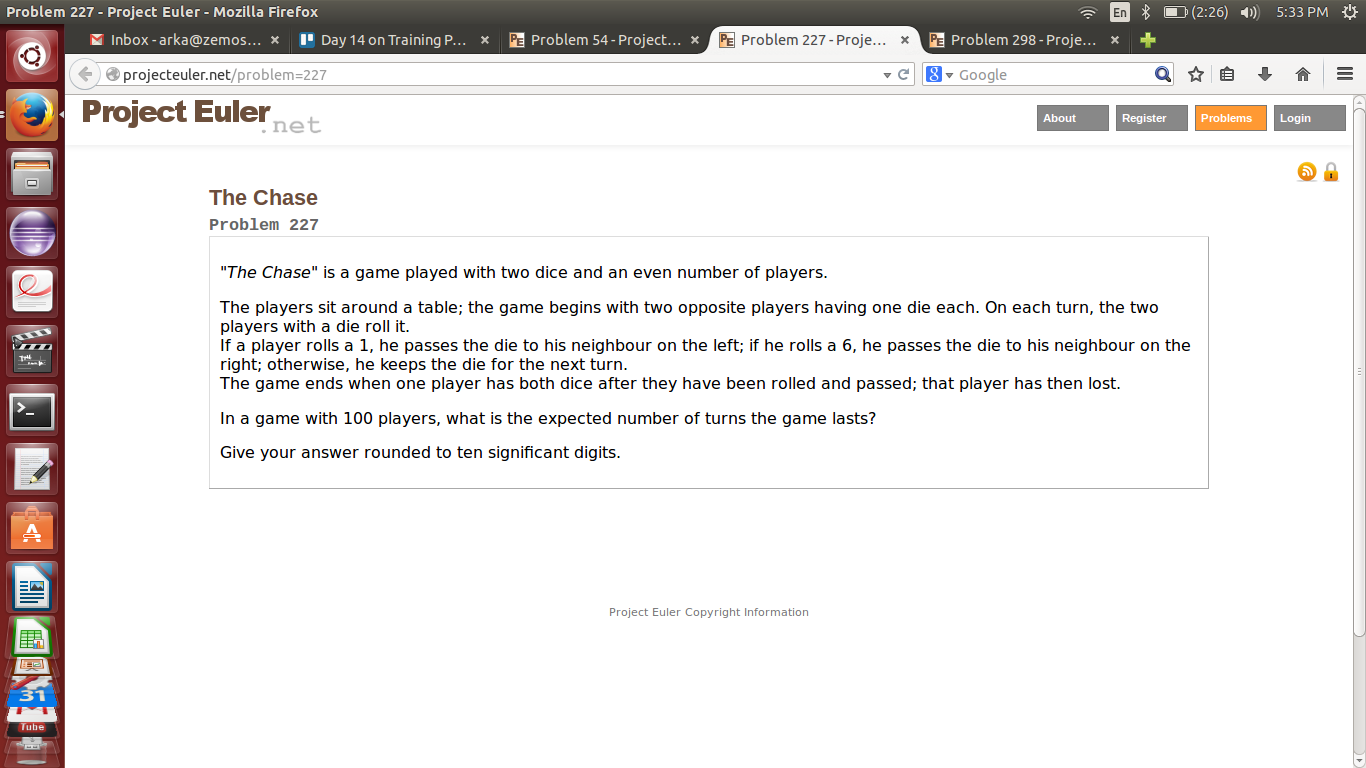 Problem 227 - Project Euler - Mozilla Firefox
En
(2:26)
5:33 PM
Inbox - arka@zemos... ×
Day 14 on Training P... ×
PE Problem 54 - Project... ×
PE Problem 227 - Proje... ×
PE Problem 298 - Proje... ×
projecteuler.net/problem=227
8 Google
Project Euler
.net
About
Register
Problems
Login
The Chase
Problem 227
"The Chase" is a game played with two dice and an even number of players.
The players sit around a table; the game begins with two opposite players having one die each. On each turn, the two
players with a die roll it.
If a player rolls a 1, he passes the die to his neighbour on the left; if he rolls a 6, he passes the die to his neighbour on the
right; otherwise, he keeps the die for the next turn.
The game ends when one player has both dice after they have been rolled and passed; that player has then lost.
In a game with 100 players, what is the expected number of turns the game lasts?
Give your answer rounded to ten significant digits.
Project Euler Copyright Information
>_
A
31
Tube